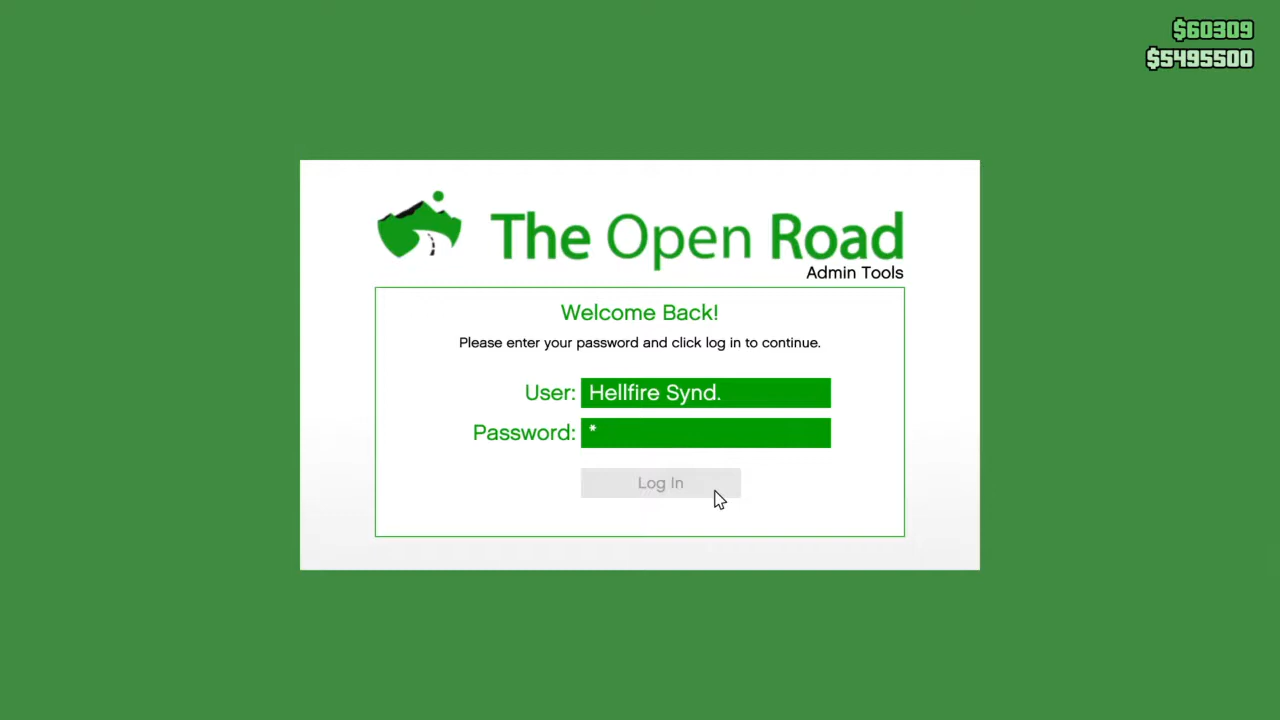 $60309
$5495500
The Open Road
Admin Tools
Welcome Back!
Please enter your password and click log in to continue.
User: Hellfire Synd.
Password: *
Log In